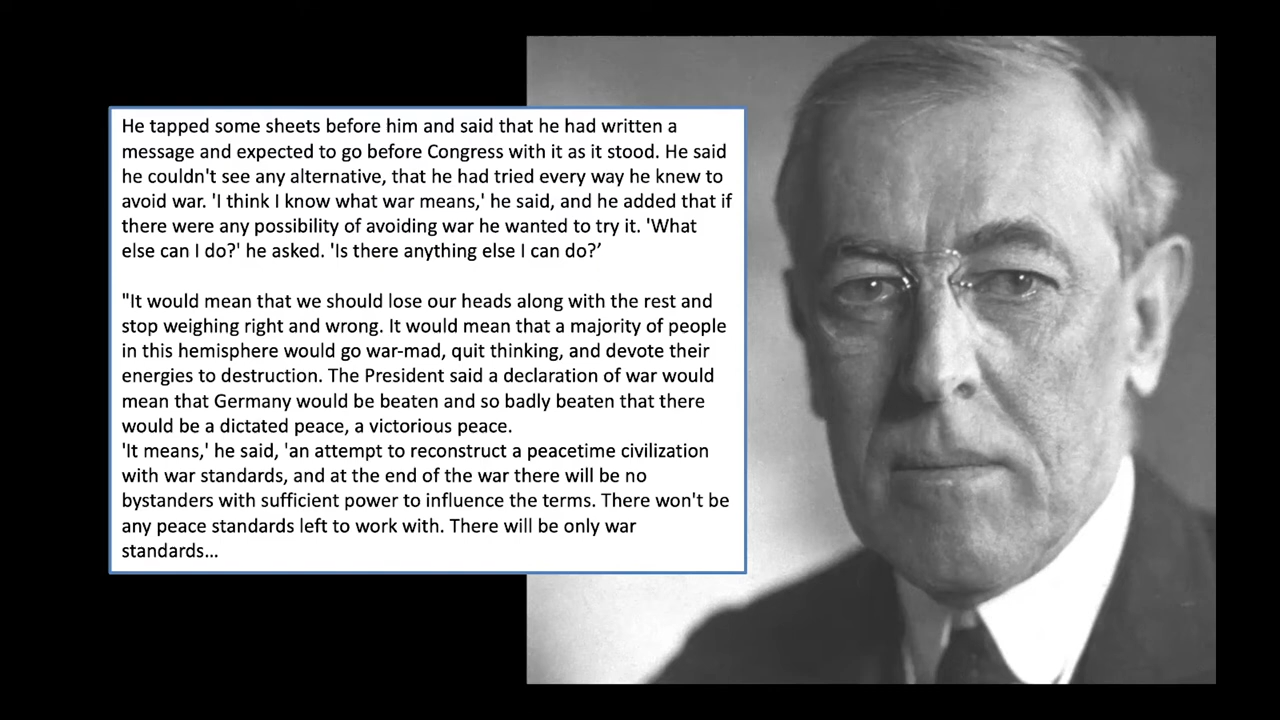 He tapped some sheets before him and said that he had written a
message and expected to go before Congress with it as it stood. He said
he couldn't see any alternative, that he had tried every way he knew to
avoid war. 'I think I know what war means,' he said, and he added that if
there were any possibility of avoiding war he wanted to try it. 'What
else can I do?' he asked. 'Is there anything else I can do?’
"It would mean that we should lose our heads along with the rest and
stop weighing right and wrong. It would mean that a majority of people
in this hemisphere would go war-mad, quit thinking, and devote their
energies to destruction. The President said a declaration of war would
mean that Germany would be beaten and so badly beaten that there
would be a dictated peace, a victorious peace.
'It means,' he said, 'an attempt to reconstruct a peacetime civilization
with war standards, and at the end of the war there will be no
bystanders with sufficient power to influence the terms. There won't be
any peace standards left to work with. There will be only war
standards…